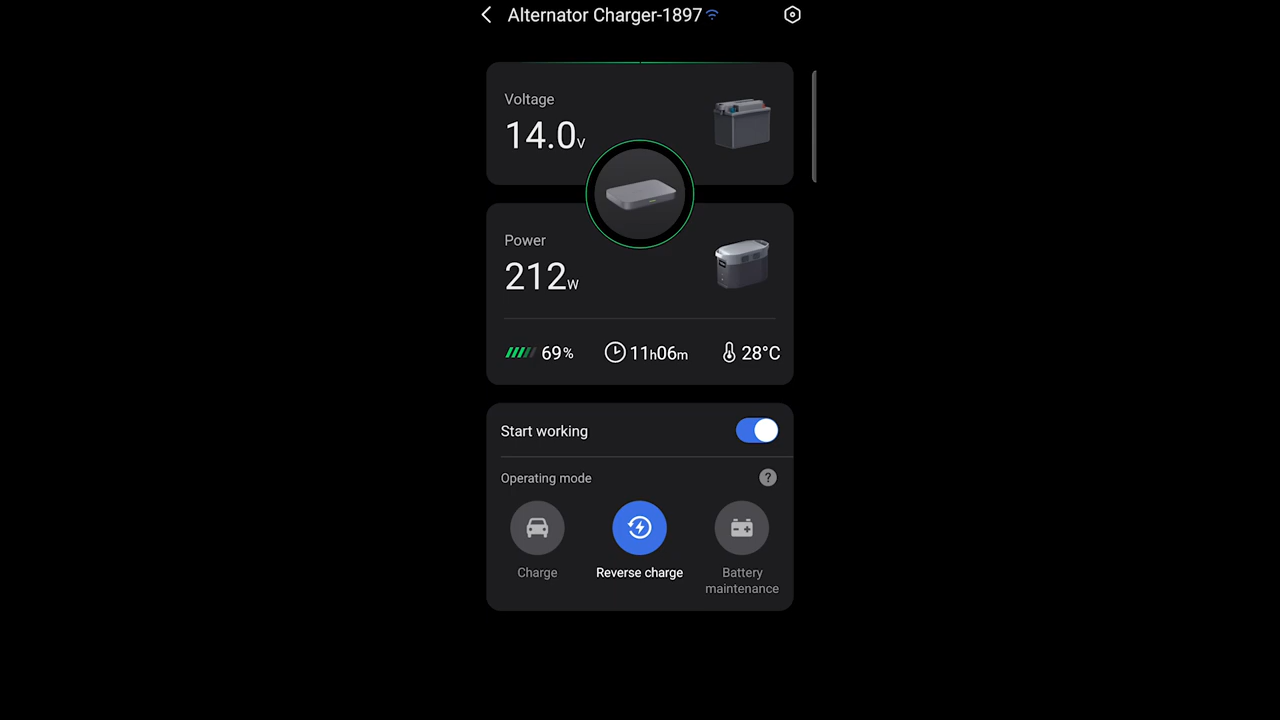 Alternator Charger-1897
Voltage
14.0V
Power
212W
69%
11h06m
28°C
Start working
Operating mode
?
Charge
Reverse charge
Battery
maintenance